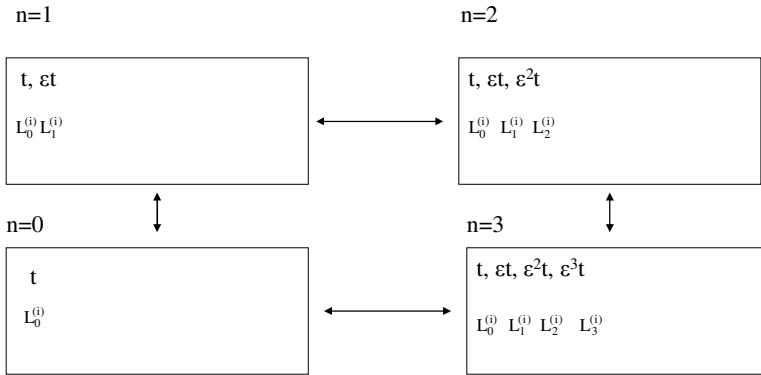 n=1
n=2
t, εt
L₀⁽ⁱ⁾ L₁⁽ⁱ⁾
t, εt, ε²t
L₀⁽ⁱ⁾ L₁⁽ⁱ⁾ L₂⁽ⁱ⁾
n=0
n=3
t
L₀⁽ⁱ⁾
t, εt, ε²t, ε³t
L₀⁽ⁱ⁾ L₁⁽ⁱ⁾ L₂⁽ⁱ⁾ L₃⁽ⁱ⁾